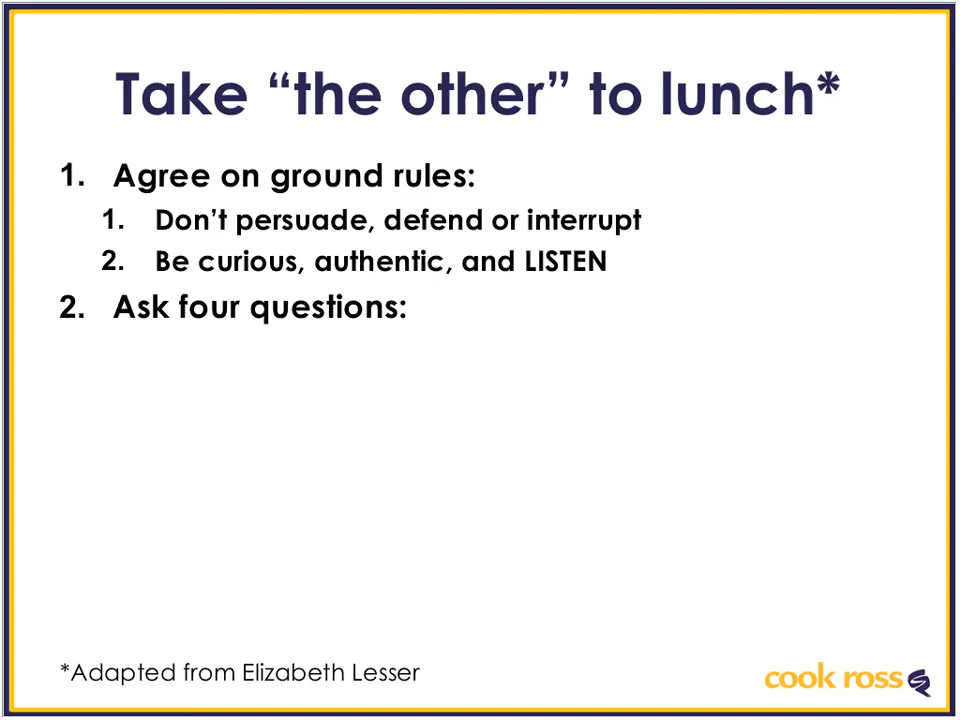 Take “the other” to lunch*
1. Agree on ground rules:
1. Don’t persuade, defend or interrupt
2. Be curious, authentic, and LISTEN
2. Ask four questions:
*Adapted from Elizabeth Lesser
cook ross